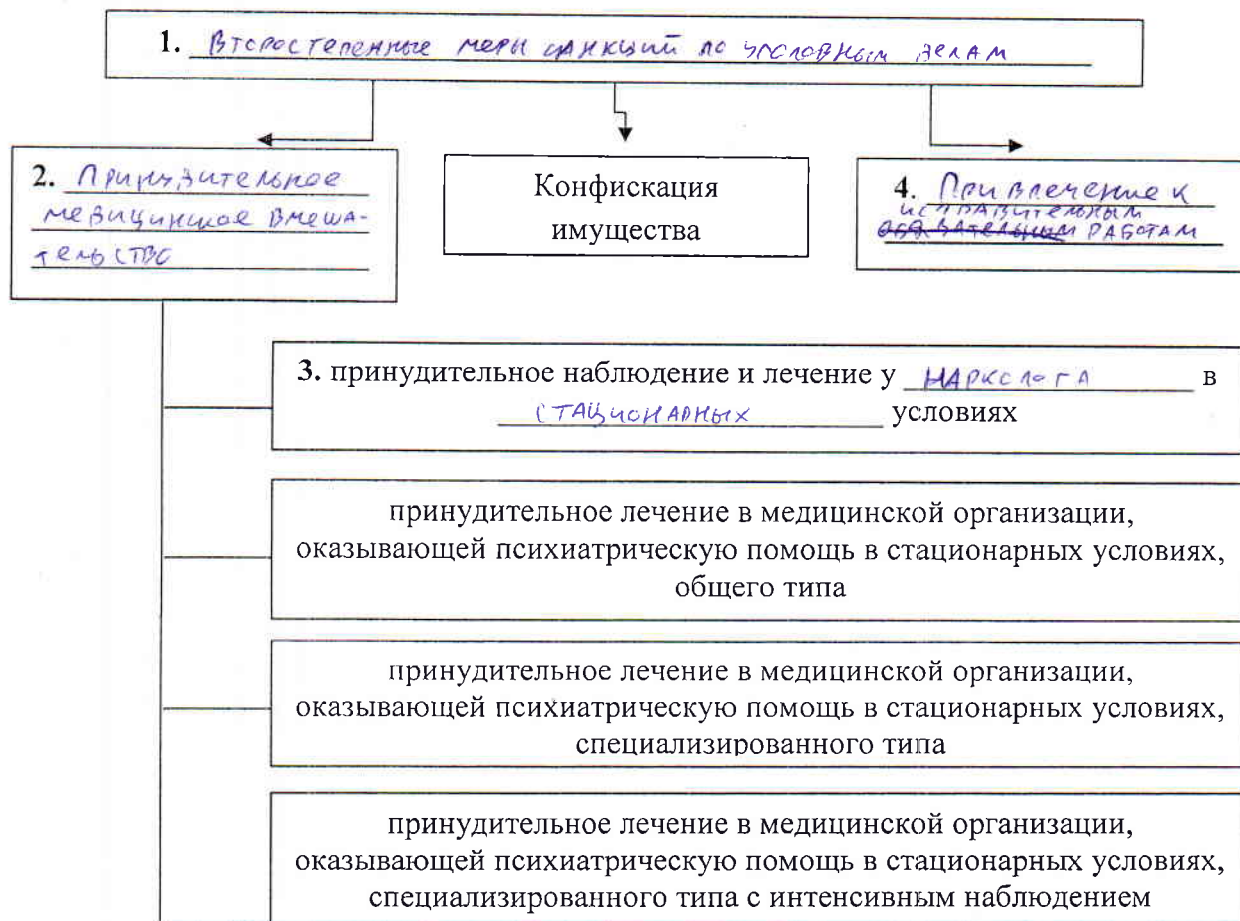 1. Второстепенные меры санкций по уголовным делам
2. Принудительное
медицинское вмеша-
тельство
Конфискация
имущества
4. Привлечение к
исправительным
работам
3. принудительное наблюдение и лечение у нарколога в
стационарных условиях
принудительное лечение в медицинской организации,
оказывающей психиатрическую помощь в стационарных условиях,
общего типа
принудительное лечение в медицинской организации,
оказывающей психиатрическую помощь в стационарных условиях,
специализированного типа
принудительное лечение в медицинской организации,
оказывающей психиатрическую помощь в стационарных условиях,
специализированного типа с интенсивным наблюдением